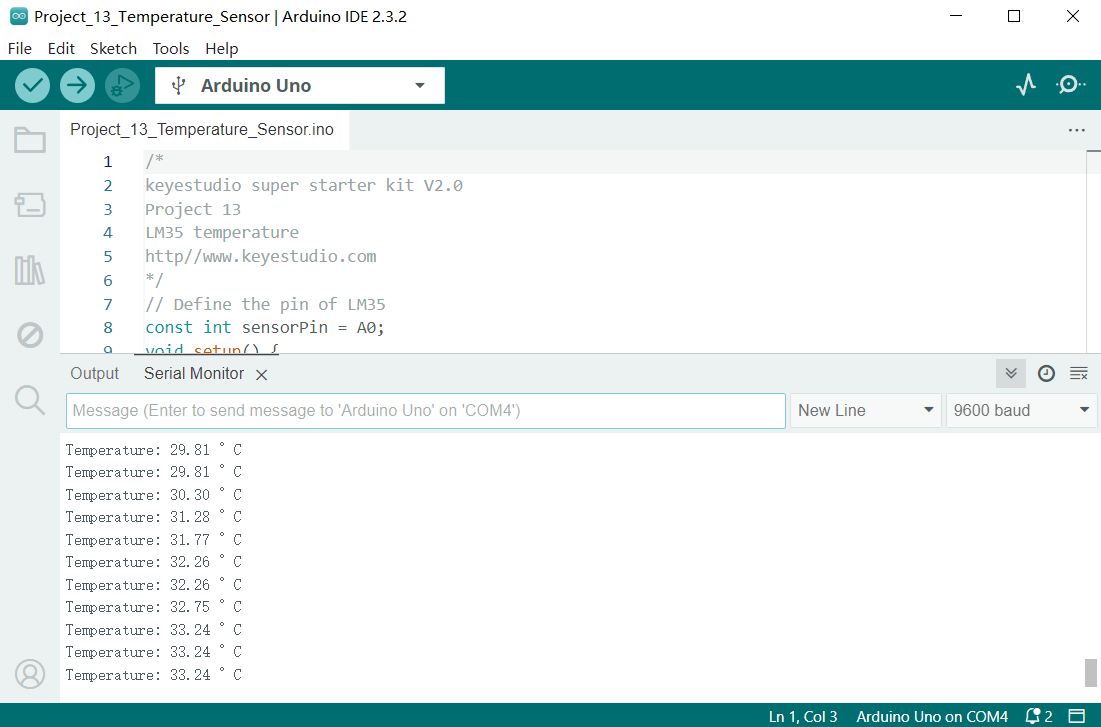 Project_13_Temperature_Sensor | Arduino IDE 2.3.2
File Edit Sketch Tools Help
Arduino Uno
Project_13_Temperature_Sensor.ino
1 /*
2 keyestudio super starter kit V2.0
3 Project 13
4 LM35 temperature
5 http//www.keyestudio.com
6 */
7 // Define the pin of LM35
8 const int sensorPin = A0;
9 void setup() {
Output Serial Monitor
Message (Enter to send message to 'Arduino Uno' on 'COM4') New Line 9600 baud
Temperature: 29.81 ° C
Temperature: 29.81 ° C
Temperature: 30.30 ° C
Temperature: 31.28 ° C
Temperature: 31.77 ° C
Temperature: 32.26 ° C
Temperature: 32.26 ° C
Temperature: 32.75 ° C
Temperature: 33.24 ° C
Temperature: 33.24 ° C
Temperature: 33.24 ° C
Ln 1, Col 3 Arduino Uno on COM4 2